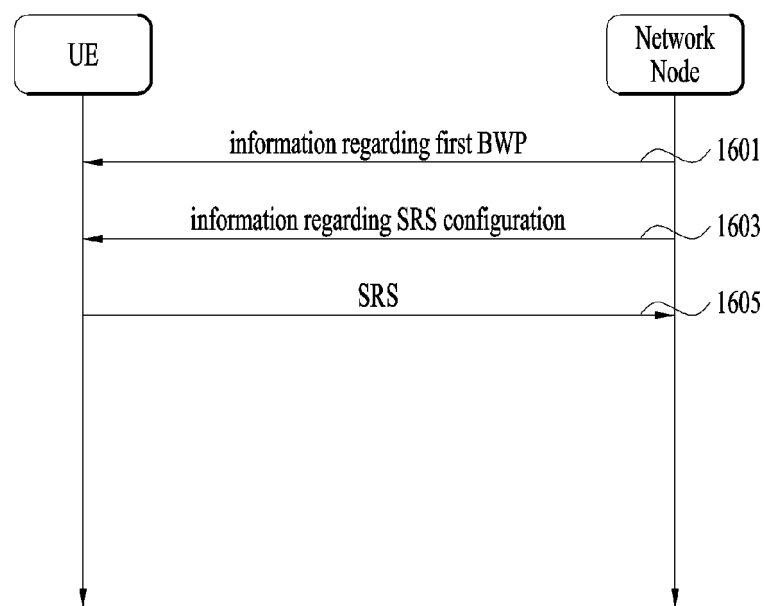 UE
Network
Node
information regarding first BWP
1601
information regarding SRS configuration
1603
SRS
1605